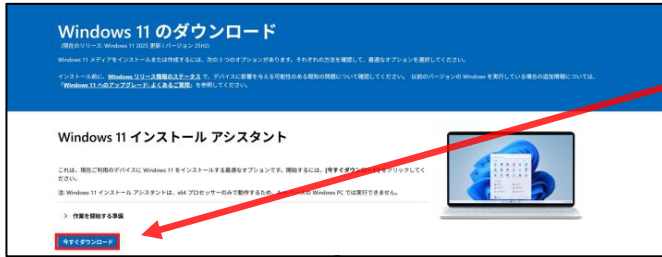 Windows 11 のダウンロード
(現在のリリース: Windows 11 2025 更新 | バージョン 25H2)
Windows 11 メディアをインストールまたは作成するには、次の 3 つのオプションがあります。それぞれの方法を確認して、最適なオプションを選択してください。
インストール前に、Windows リリース情報のステータス で、デバイスに影響を与える可能性のある既知の問題について確認してください。 以前のバージョンの Windows を実行している場合の追加情報については、
「Windows 11 へのアップグレード: よくあるご質問」を参照してください。
Windows 11 インストール アシスタント
これは、現在ご利用のデバイスに Windows 11 をインストールする最適なオプションです。開始するには、[今すぐダウンロード] をクリックしてく
ださい。
注: Windows 11 インストール アシスタントは、x64 プロセッサーのみで動作するため、 の Windows PC では実行できません。
> 作業を開始する準備
今すぐダウンロード